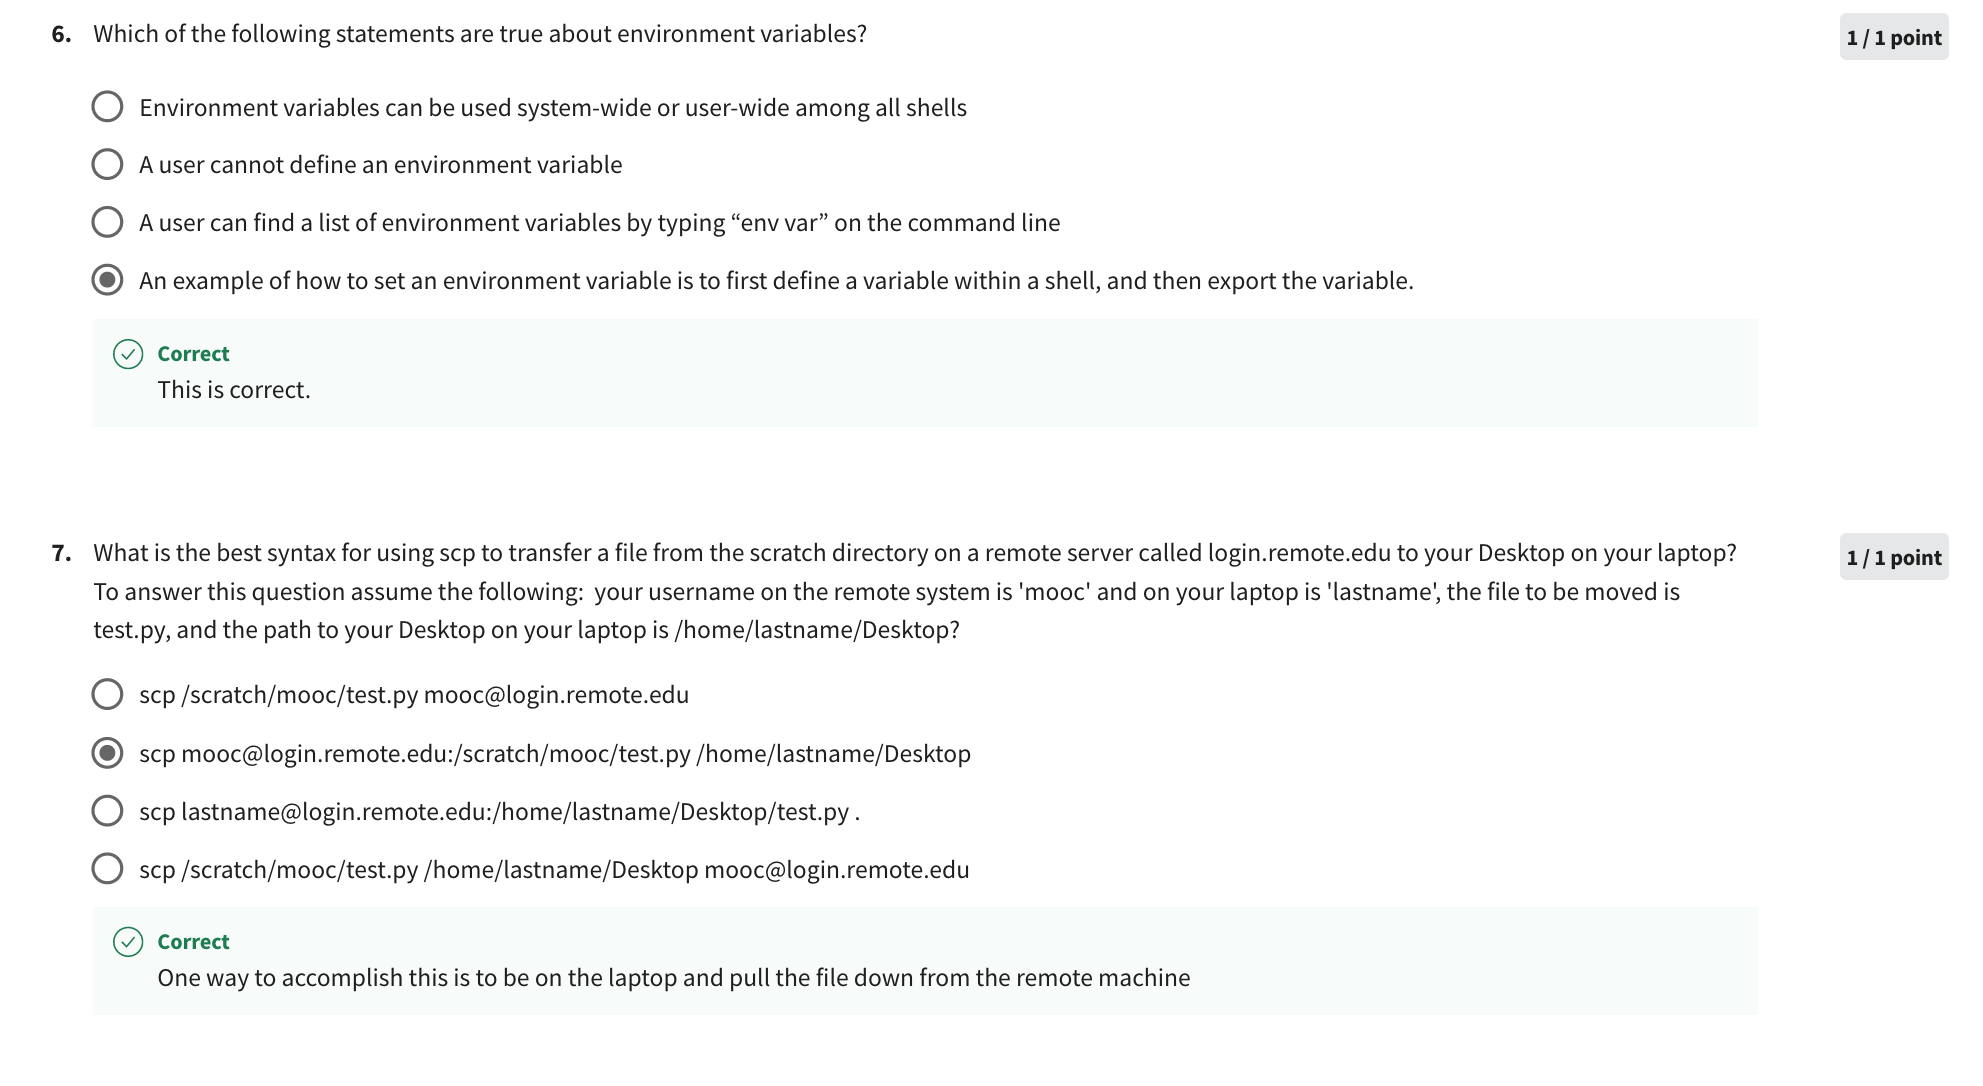 6. Which of the following statements are true about environment variables?
1 / 1 point
Environment variables can be used system-wide or user-wide among all shells
A user cannot define an environment variable
A user can find a list of environment variables by typing “env var” on the command line
An example of how to set an environment variable is to first define a variable within a shell, and then export the variable.
Correct
This is correct.
7. What is the best syntax for using scp to transfer a file from the scratch directory on a remote server called login.remote.edu to your Desktop on your laptop?
1 / 1 point
To answer this question assume the following:  your username on the remote system is 'mooc' and on your laptop is 'lastname', the file to be moved is
test.py, and the path to your Desktop on your laptop is /home/lastname/Desktop?
scp /scratch/mooc/test.py mooc@login.remote.edu
scp mooc@login.remote.edu:/scratch/mooc/test.py /home/lastname/Desktop
scp lastname@login.remote.edu:/home/lastname/Desktop/test.py .
scp /scratch/mooc/test.py /home/lastname/Desktop mooc@login.remote.edu
Correct
One way to accomplish this is to be on the laptop and pull the file down from the remote machine